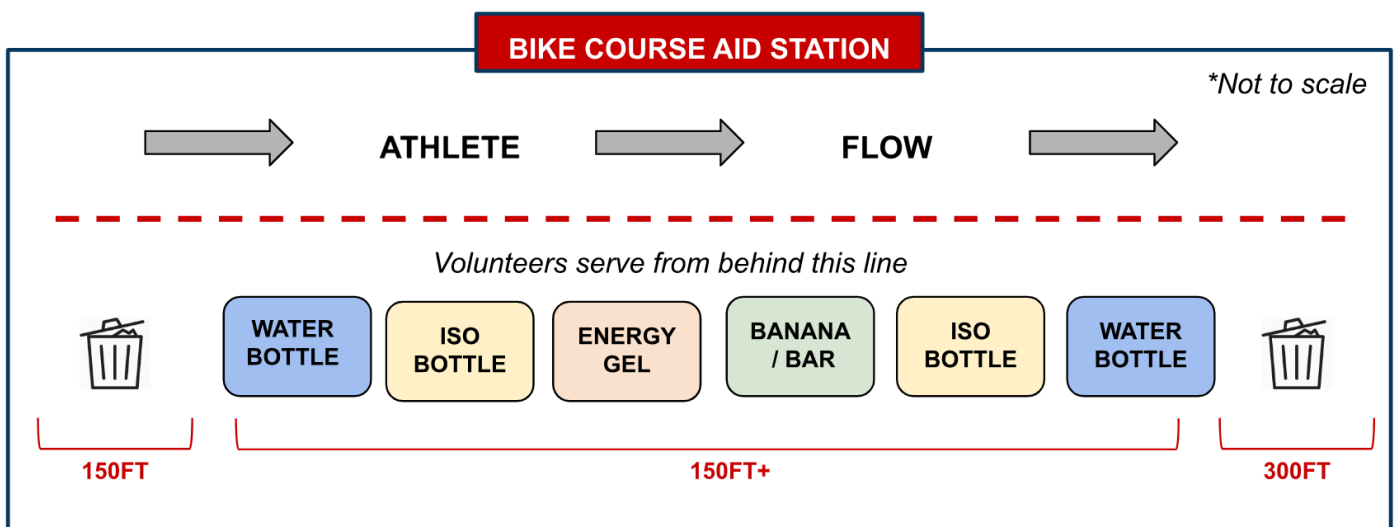 BIKE COURSE AID STATION
*Not to scale
ATHLETE
FLOW
Volunteers serve from behind this line
WATER
BOTTLE
ISO
BOTTLE
ENERGY
GEL
BANANA
/ BAR
ISO
BOTTLE
WATER
BOTTLE
150FT
150FT+
300FT